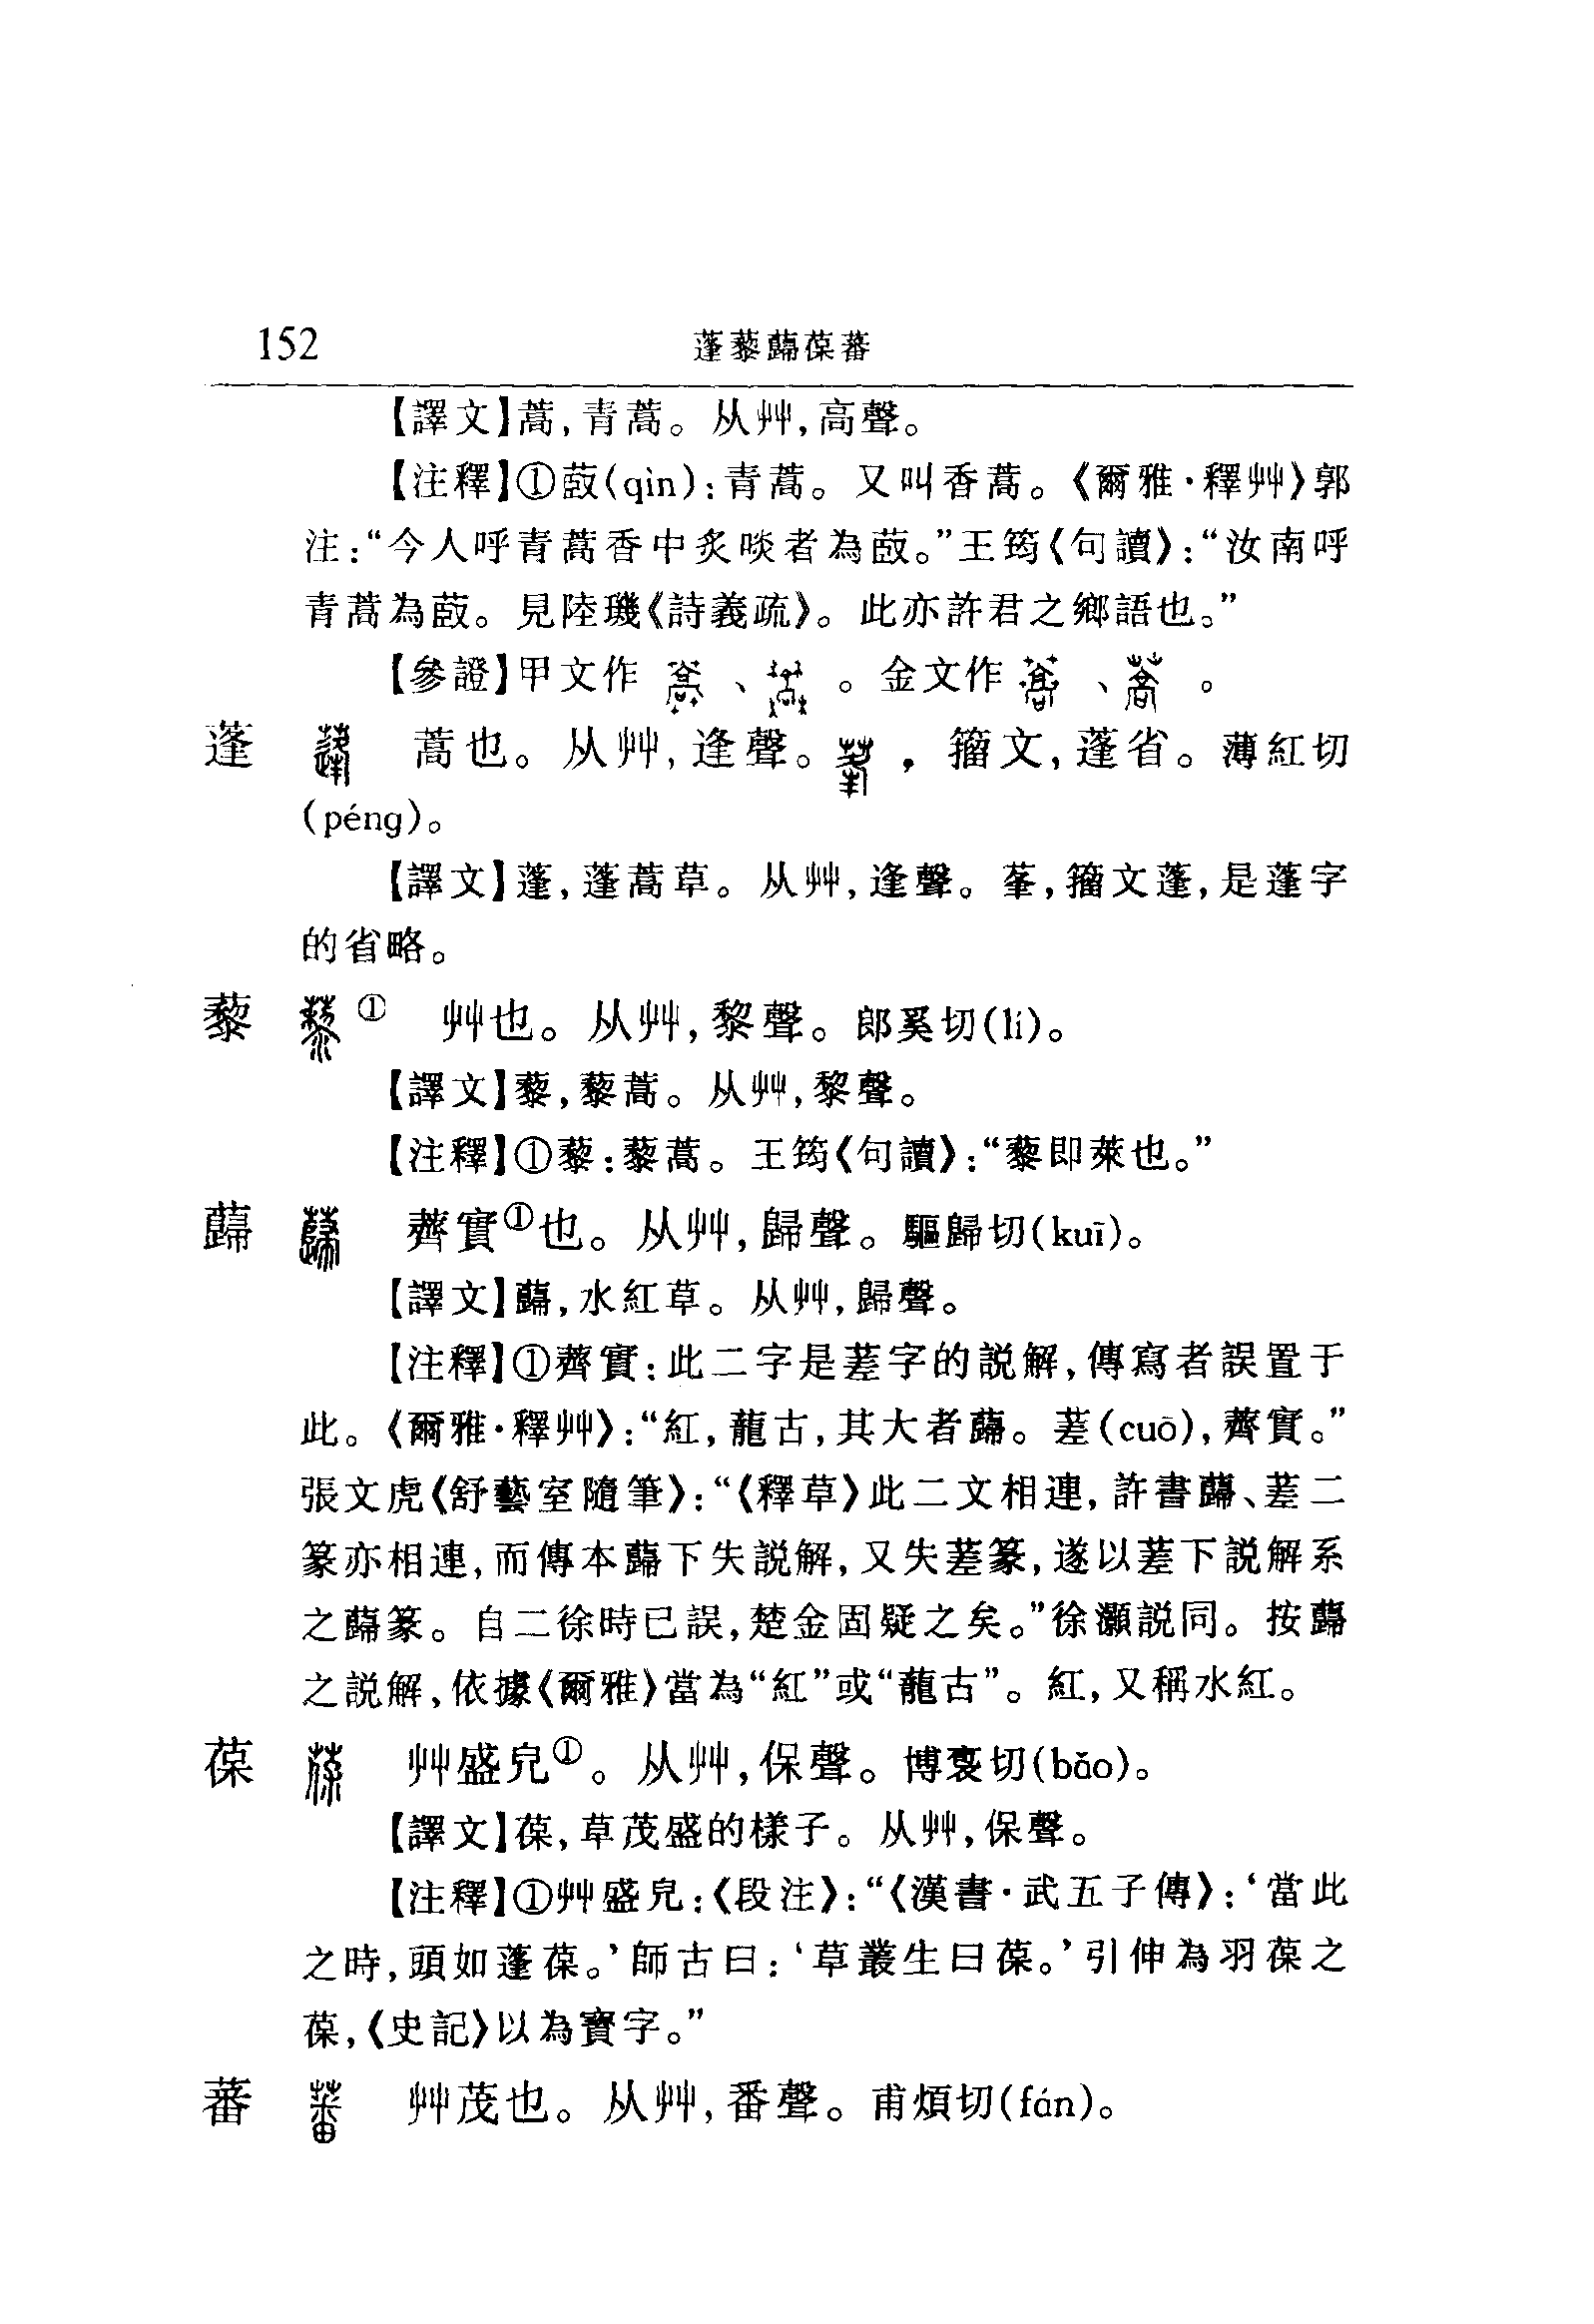 152 蓬藜蘬葆蕃
【譯文】蒿,青蒿。从艸,高聲。
【注釋】①菣(qìn):青蒿。又叫香蒿。《爾雅·釋艸》郭
注:“今人呼青蒿香中炙啖者為菣。”王筠《句讀》:“汝南呼
青蒿為菣。見陸璣《詩義疏》。此亦許君之鄉語也。”
【參證】甲文作 、 。金文作 、 。
蓬 蒿也。从艸,逢聲。 ,籀文,蓬省。薄紅切
(péng)。
【譯文】蓬,蓬蒿草。从艸,逢聲。莑,籀文蓬,是蓬字
的省略。
藜 ① 艸也。从艸,黎聲。郎奚切(lí)。
【譯文】藜,藜蒿。从艸,黎聲。
【注釋】①藜:藜蒿。王筠《句讀》:“藜即萊也。”
蘬 薺實①也。从艸,歸聲。驅歸切(kuī)。
【譯文】蘬,水紅草。从艸,歸聲。
【注釋】①薺實:此二字是蒫字的説解,傳寫者誤置于
此。《爾雅·釋艸》:“紅,蘢古,其大者蘬。蒫(cuō),薺實。”
張文虎《舒藝室隨筆》:“《釋草》此二文相連,許書蘬、蒫二
篆亦相連,而傳本蘬下失説解,又失蒫篆,遂以蒫下説解系
之蘬篆。自二徐時已誤,楚金固疑之矣。”徐灝説同。按蘬
之説解,依據《爾雅》當為“紅”或“蘢古”。紅,又稱水紅。
葆 艸盛皃①。从艸,保聲。博袌切(bǎo)。
【譯文】葆,草茂盛的樣子。从艸,保聲。
【注釋】①艸盛皃:《段注》:“《漢書·武五子傳》:‘當此
之時,頭如蓬葆。’師古曰:‘草叢生曰葆。’引伸為羽葆之
葆,《史記》以為寶字。”
蕃 艸茂也。从艸,番聲。甫煩切(fán)。